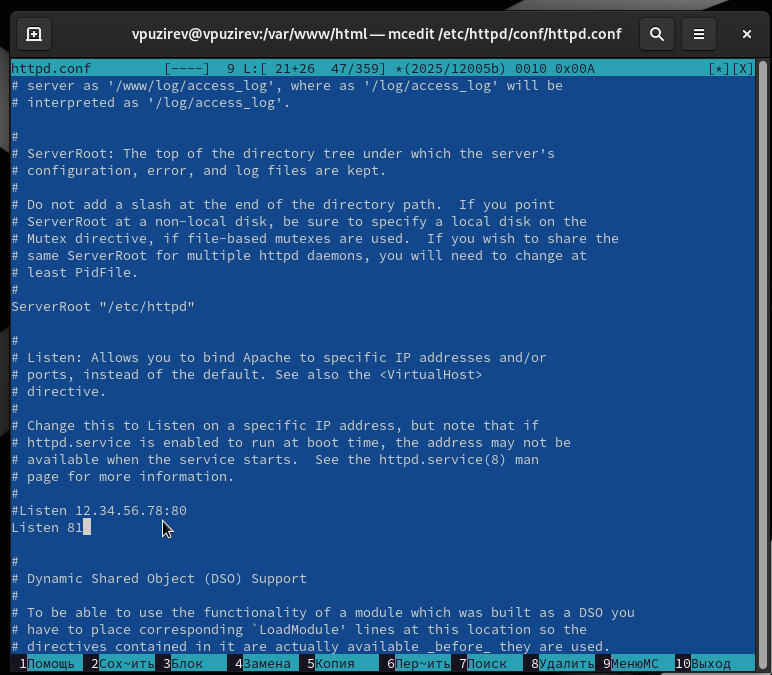 vpuzirev@vpuzirev:/var/www/html — mcedit /etc/httpd/conf/httpd.conf
httpd.conf [----] 9 L:[ 21+26 47/359] *(2025/12005b) 0010 0x00A [*][X]
# server as '/www/log/access_log', where as '/log/access_log' will be
# interpreted as '/log/access_log'.
#
# ServerRoot: The top of the directory tree under which the server's
# configuration, error, and log files are kept.
#
# Do not add a slash at the end of the directory path.  If you point
# ServerRoot at a non-local disk, be sure to specify a local disk on the
# Mutex directive, if file-based mutexes are used.  If you wish to share the
# same ServerRoot for multiple httpd daemons, you will need to change at
# least PidFile.
#
ServerRoot "/etc/httpd"
#
# Listen: Allows you to bind Apache to specific IP addresses and/or
# ports, instead of the default. See also the <VirtualHost>
# directive.
#
# Change this to Listen on a specific IP address, but note that if
# httpd.service is enabled to run at boot time, the address may not be
# available when the service starts.  See the httpd.service(8) man
# page for more information.
#
#Listen 12.34.56.78:80
Listen 81
#
# Dynamic Shared Object (DSO) Support
#
# To be able to use the functionality of a module which was built as a DSO you
# have to place corresponding `LoadModule' lines at this location so the
# directives contained in it are actually available _before_ they are used.
1Помощь 2Сох~ить 3Блок 4Замена 5Копия 6Пер~ить 7Поиск 8Удалить 9МенюМС 10Выход